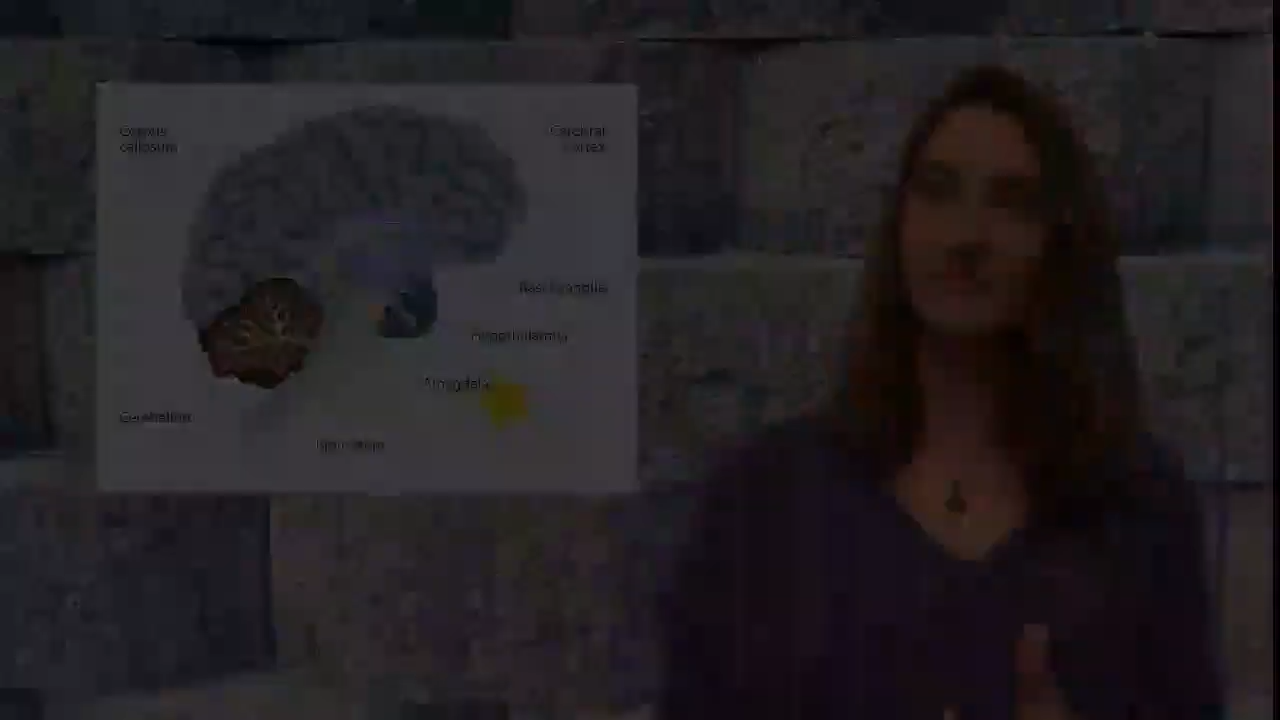 Corpus
callosum
Cerebral
cortex
Basal ganglia
Hypothalamus
Amygdala
Cerebellum